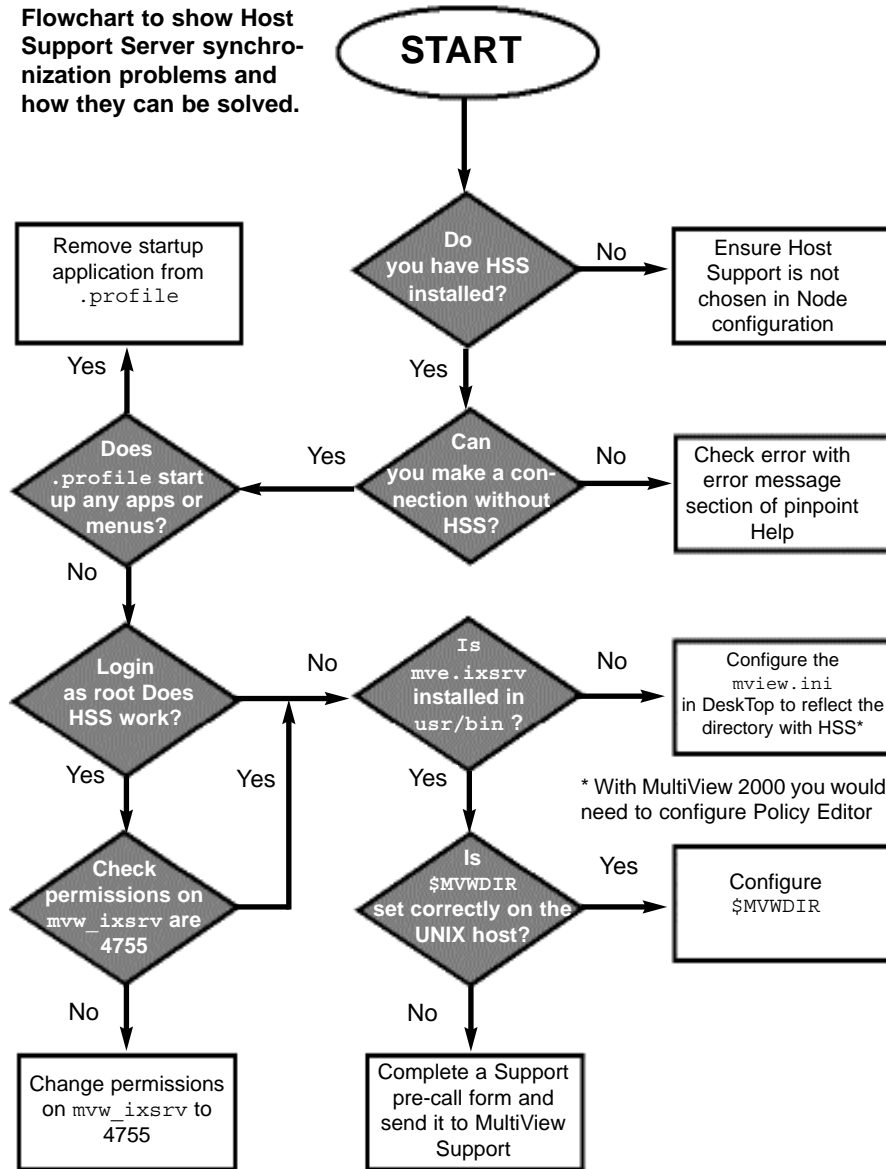 Flowchart to show Host
Support Server synchro-
nization problems and
how they can be solved.
START
Do
you have HSS
installed?
No
Ensure Host
Support is not
chosen in Node
configuration
Yes
Remove startup
application from
.profile
Yes
Can
you make a con-
nection without
HSS?
No
Check error with
error message
section of pinpoint
Help
Yes
Does
.profile start
up any apps or
menus?
No
Login
as root Does
HSS work?
No
Is
mve.ixsrv
installed in
usr/bin ?
No
Configure the
mview.ini
in DeskTop to reflect the
directory with HSS*
Yes
Yes
Yes
* With MultiView 2000 you would
need to configure Policy Editor
Check
permissions on
mvw_ixsrv are
4755
Is
$MVWDIR
set correctly on the
UNIX host?
Yes
Configure
$MVWDIR
No
No
Change permissions
on mvw_ixsrv to
4755
Complete a Support
pre-call form and
send it to MultiView
Support